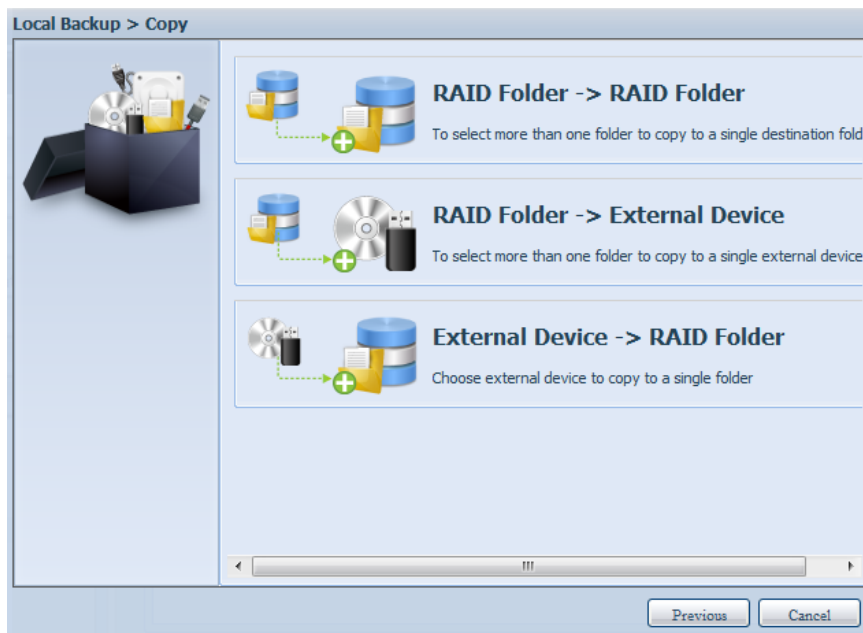 Local Backup > Copy
RAID Folder -> RAID Folder
To select more than one folder to copy to a single destination fold
RAID Folder -> External Device
To select more than one folder to copy to a single external device
External Device -> RAID Folder
Choose external device to copy to a single folder
Previous
Cancel